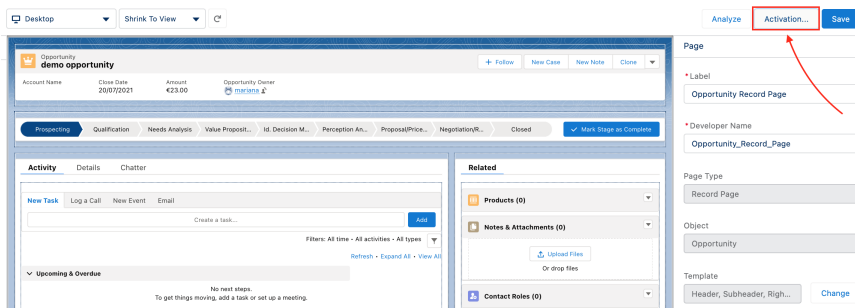 Desktop
Shrink To View
Analyze
Activation...
Save
Opportunity
demo opportunity
+ Follow
New Case
New Note
Clone
Account Name
Close Date
Amount
Opportunity Owner
20/07/2021
€23.00
mariana
Prospecting
Qualification
Needs Analysis
Value Proposit...
Id. Decision M...
Perception An...
Proposal/Price...
Negotiation/R...
Closed
Mark Stage as Complete
Activity
Details
Chatter
New Task
Log a Call
New Event
Email
Create a task...
Add
Filters: All time • All activities • All types
Refresh • Expand All • View All
Upcoming & Overdue
No next steps.
To get things moving, add a task or set up a meeting.
Related
Products (0)
Notes & Attachments (0)
Upload Files
Or drop files
Contact Roles (0)
Page
*Label
Opportunity Record Page
*Developer Name
Opportunity_Record_Page
Page Type
Record Page
Object
Opportunity
Template
Header, Subheader, Righ...
Change